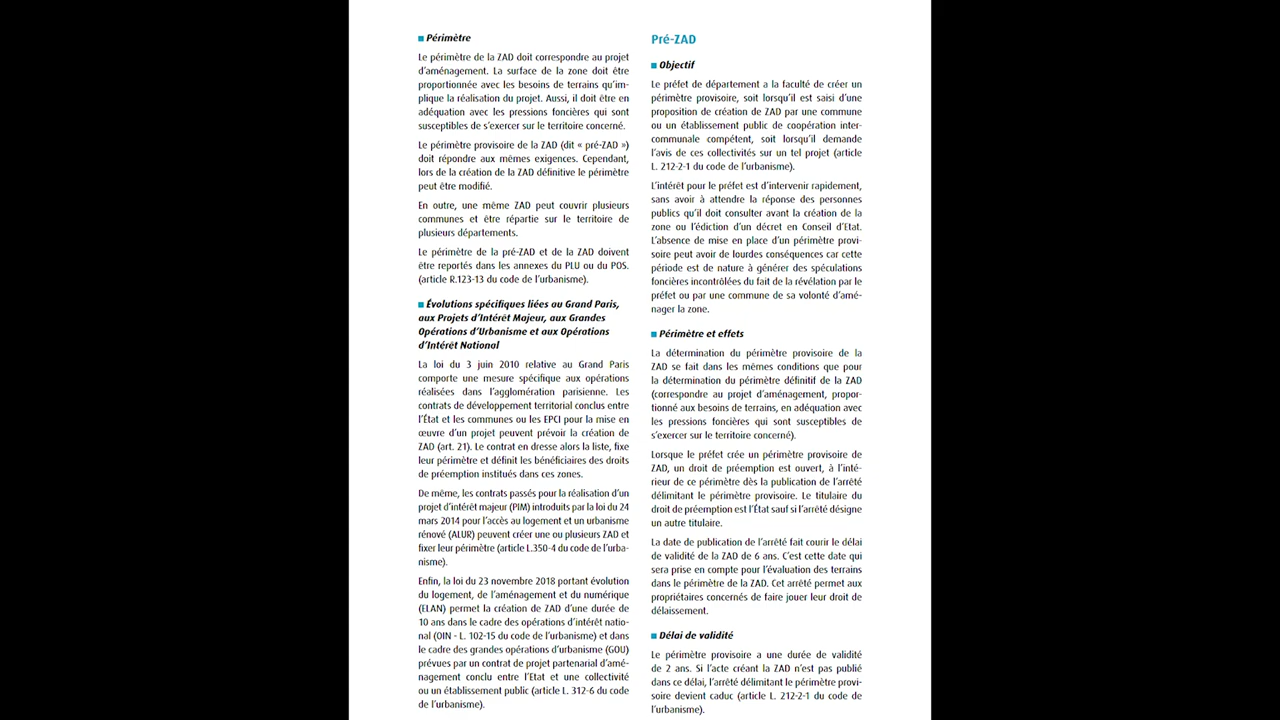 Périmètre
Le périmètre de la ZAD doit correspondre au projet
d'aménagement. La surface de la zone doit être
proportionnée avec les besoins de terrains qu'im-
plique la réalisation du projet. Aussi, il doit être en
adéquation avec les pressions foncières qui sont
susceptibles de s'exercer sur le territoire concerné.
Le périmètre provisoire de la ZAD (dit « pré-ZAD »)
doit répondre aux mêmes exigences. Cependant,
lors de la création de la ZAD définitive le périmètre
peut être modifié.
En outre, une même ZAD peut couvrir plusieurs
communes et être répartie sur le territoire de
plusieurs départements.
Le périmètre de la pré-ZAD et de la ZAD doivent
être reportés dans les annexes du PLU ou du POS.
(article R.123-13 du code de l'urbanisme).
Évolutions spécifiques liées au Grand Paris,
aux Projets d'Intérêt Majeur, aux Grandes
Opérations d'Urbanisme et aux Opérations
d'Intérêt National
La loi du 3 juin 2010 relative au Grand Paris
comporte une mesure spécifique aux opérations
réalisées dans l'agglomération parisienne. Les
contrats de développement territorial conclus entre
l'État et les communes ou les EPCI pour la mise en
œuvre d'un projet peuvent prévoir la création de
ZAD (art. 21). Le contrat en dresse alors la liste, fixe
leur périmètre et définit les bénéficiaires des droits
de préemption institués dans ces zones.
De même, les contrats passés pour la réalisation d'un
projet d'intérêt majeur (PIM) introduits par la loi du 24
mars 2014 pour l'accès au logement et un urbanisme
rénové (ALUR) peuvent créer une ou plusieurs ZAD et
fixer leur périmètre (article L.350-4 du code de l'urba-
nisme).
Enfin, la loi du 23 novembre 2018 portant évolution
du logement, de l'aménagement et du numérique
(ELAN) permet la création de ZAD d'une durée de
10 ans dans le cadre des opérations d'intérêt natio-
nal (OIN - L. 102-15 du code de l'urbanisme) et dans
le cadre des grandes opérations d'urbanisme (GOU)
prévues par un contrat de projet partenarial d'amé-
nagement conclu entre l'Etat et une collectivité
ou un établissement public (article L. 312-6 du code
de l'urbanisme).
Pré-ZAD
Objectif
Le préfet de département a la faculté de créer un
périmètre provisoire, soit lorsqu'il est saisi d'une
proposition de création de ZAD par une commune
ou un établissement public de coopération inter-
communale compétent, soit lorsqu'il demande
l'avis de ces collectivités sur un tel projet (article
L. 212-2-1 du code de l'urbanisme).
L'intérêt pour le préfet est d'intervenir rapidement,
sans avoir à attendre la réponse des personnes
publics qu'il doit consulter avant la création de la
zone ou l'édiction d'un décret en Conseil d'Etat.
L'absence de mise en place d'un périmètre provi-
soire peut avoir de lourdes conséquences car cette
période est de nature à générer des spéculations
foncières incontrôlées du fait de la révélation par le
préfet ou par une commune de sa volonté d'amé-
nager la zone.
Périmètre et effets
La détermination du périmètre provisoire de la
ZAD se fait dans les mêmes conditions que pour
la détermination du périmètre définitif de la ZAD
(correspondre au projet d'aménagement, propor-
tionné aux besoins de terrains, en adéquation avec
les pressions foncières qui sont susceptibles de
s'exercer sur le territoire concerné).
Lorsque le préfet crée un périmètre provisoire de
ZAD, un droit de préemption est ouvert, à l'inté-
rieur de ce périmètre dès la publication de l'arrêté
délimitant le périmètre provisoire. Le titulaire du
droit de préemption est l'État sauf si l'arrêté désigne
un autre titulaire.
La date de publication de l'arrêté fait courir le délai
de validité de la ZAD de 6 ans. C'est cette date qui
sera prise en compte pour l'évaluation des terrains
dans le périmètre de la ZAD. Cet arrêté permet aux
propriétaires concernés de faire jouer leur droit de
délaissement.
Délai de validité
Le périmètre provisoire a une durée de validité
de 2 ans. Si l'acte créant la ZAD n'est pas publié
dans ce délai, l'arrêté délimitant le périmètre provi-
soire devient caduc (article L. 212-2-1 du code de
l'urbanisme).